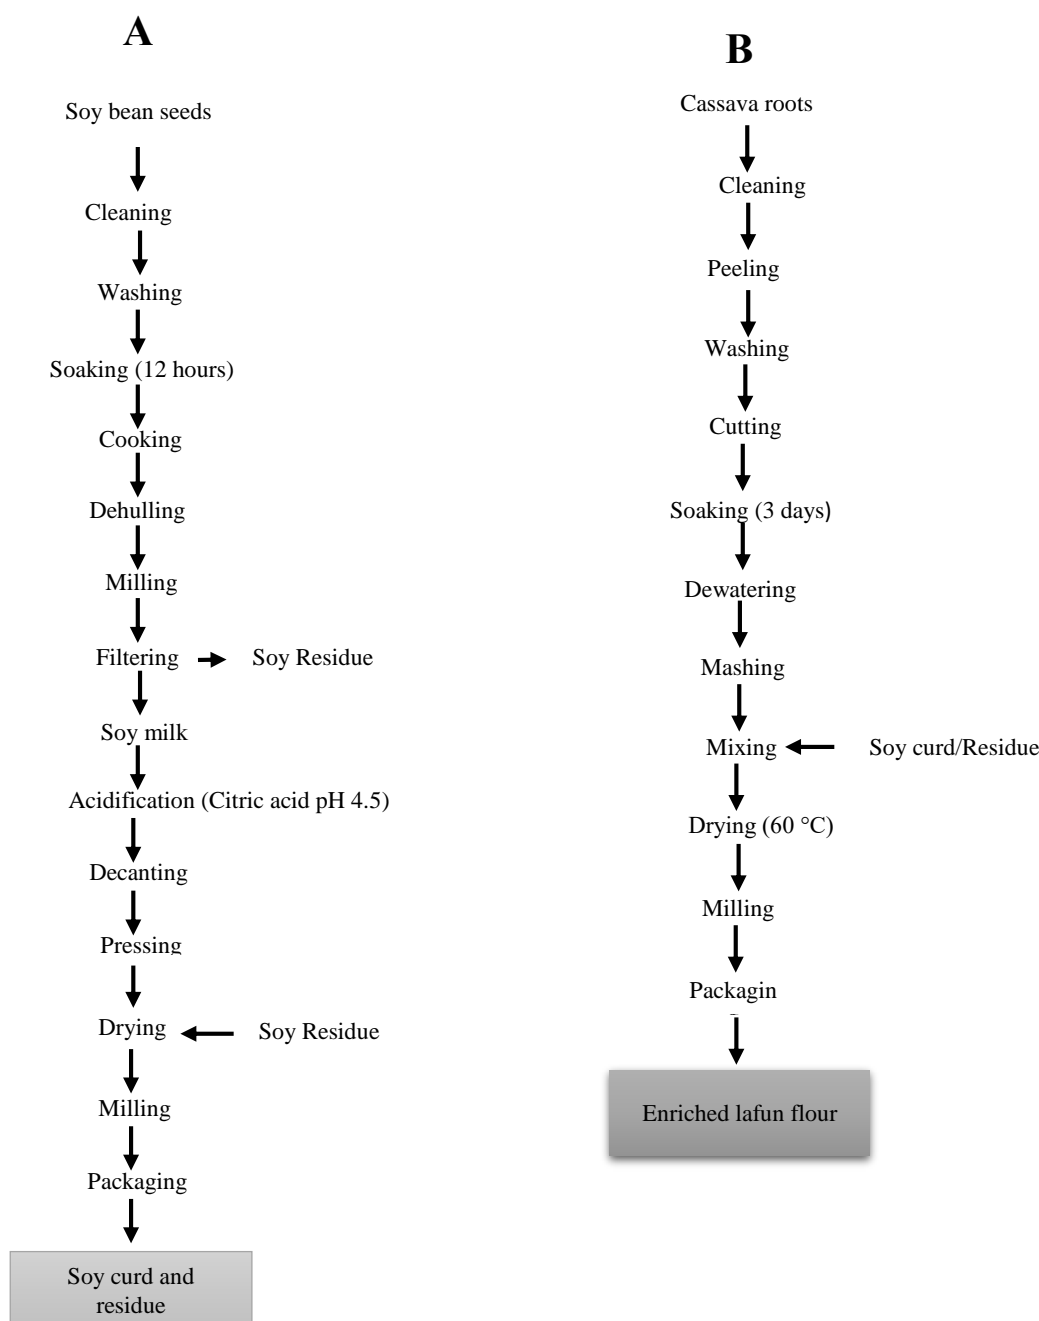 A
Soy bean seeds
Cleaning
Washing
Soaking (12 hours)
Cooking
Dehulling
Milling
Filtering
Soy Residue
Soy milk
Acidification (Citric acid pH 4.5)
Decanting
Pressing
Drying
Soy Residue
Milling
Packaging
Soy curd and
residue
B
Cassava roots
Cleaning
Peeling
Washing
Cutting
Soaking (3 days)
Dewatering
Mashing
Mixing
Soy curd/Residue
Drying (60 °C)
Milling
Packagin
Enriched lafun flour